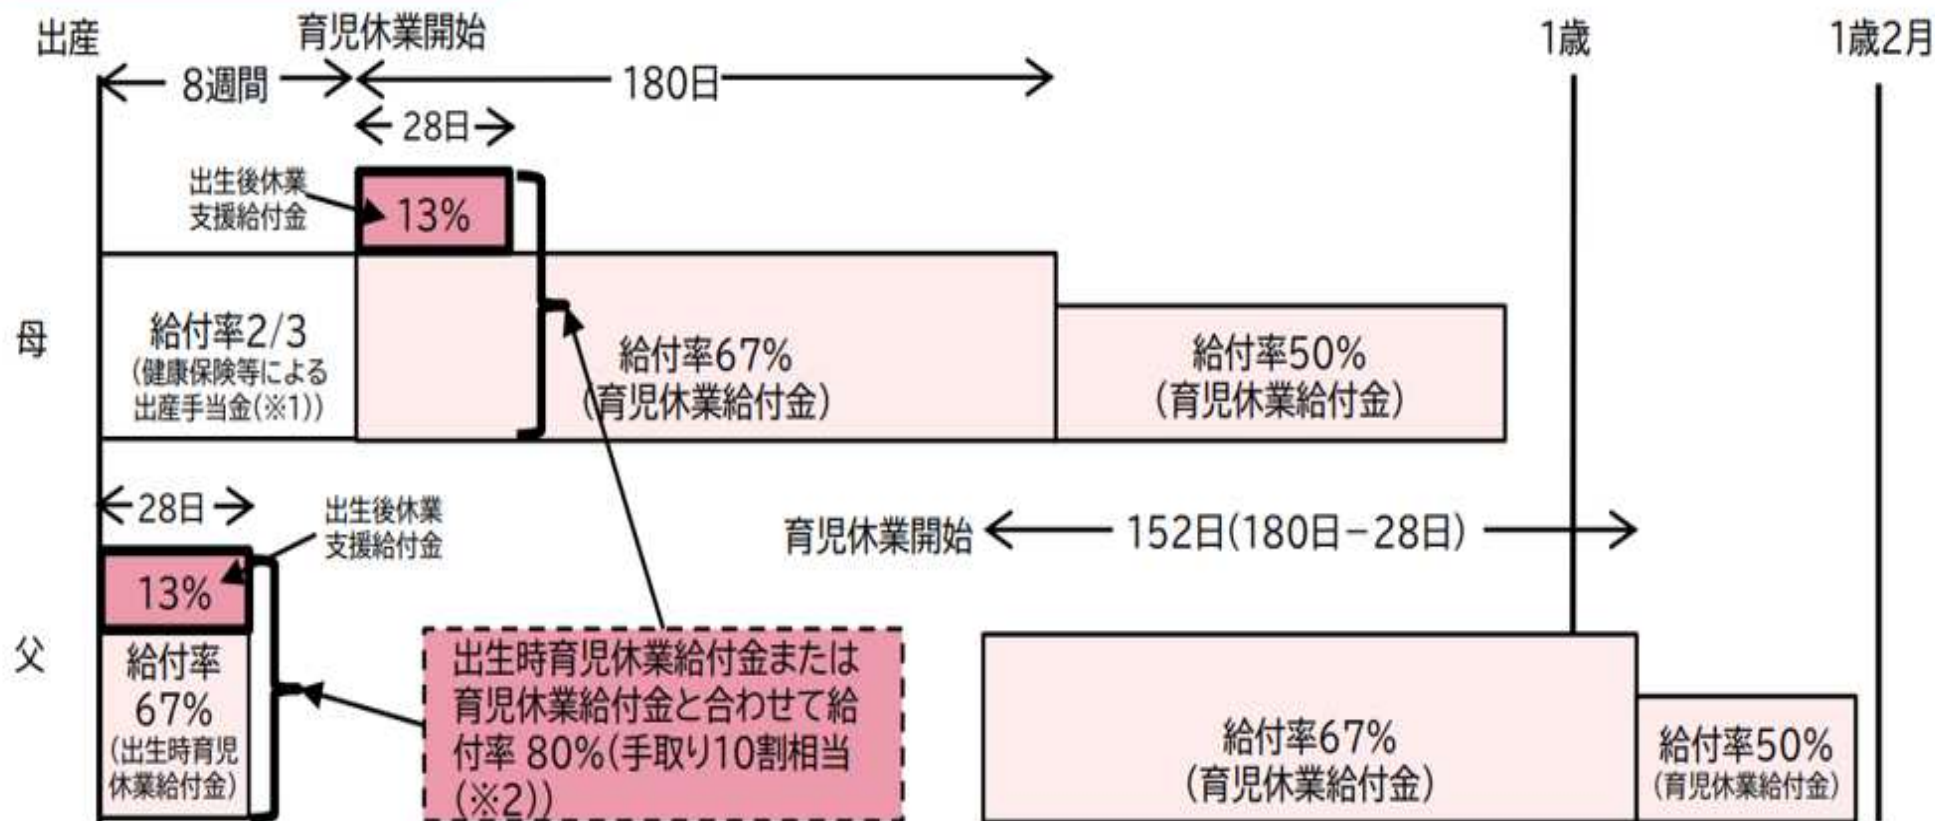 出産
育児休業開始
1歳
1歳2月
8週間
180日
28日
出生後休業
支援給付金
13%
母
給付率2/3
(健康保険等による
出産手当金(※1))
給付率67%
(育児休業給付金)
給付率50%
(育児休業給付金)
28日
出生後休業
支援給付金
育児休業開始
152日(180日−28日)
13%
父
給付率
67%
(出生時育児
休業給付金)
出生時育児休業給付金または
育児休業給付金と合わせて給
付率 80%(手取り10割相当
(※2))
給付率67%
(育児休業給付金)
給付率50%
(育児休業給付金)